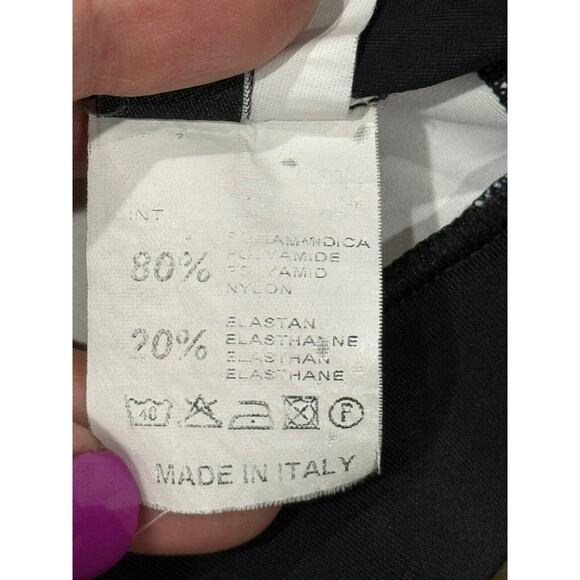 INT
80%
POLIAMMIDICA
POLYAMIDE
POLYAMID
NYLON
20%
ELASTAN
ELASTHANNE
ELASTHAN
ELASTHANE
40
F
MADE IN ITALY